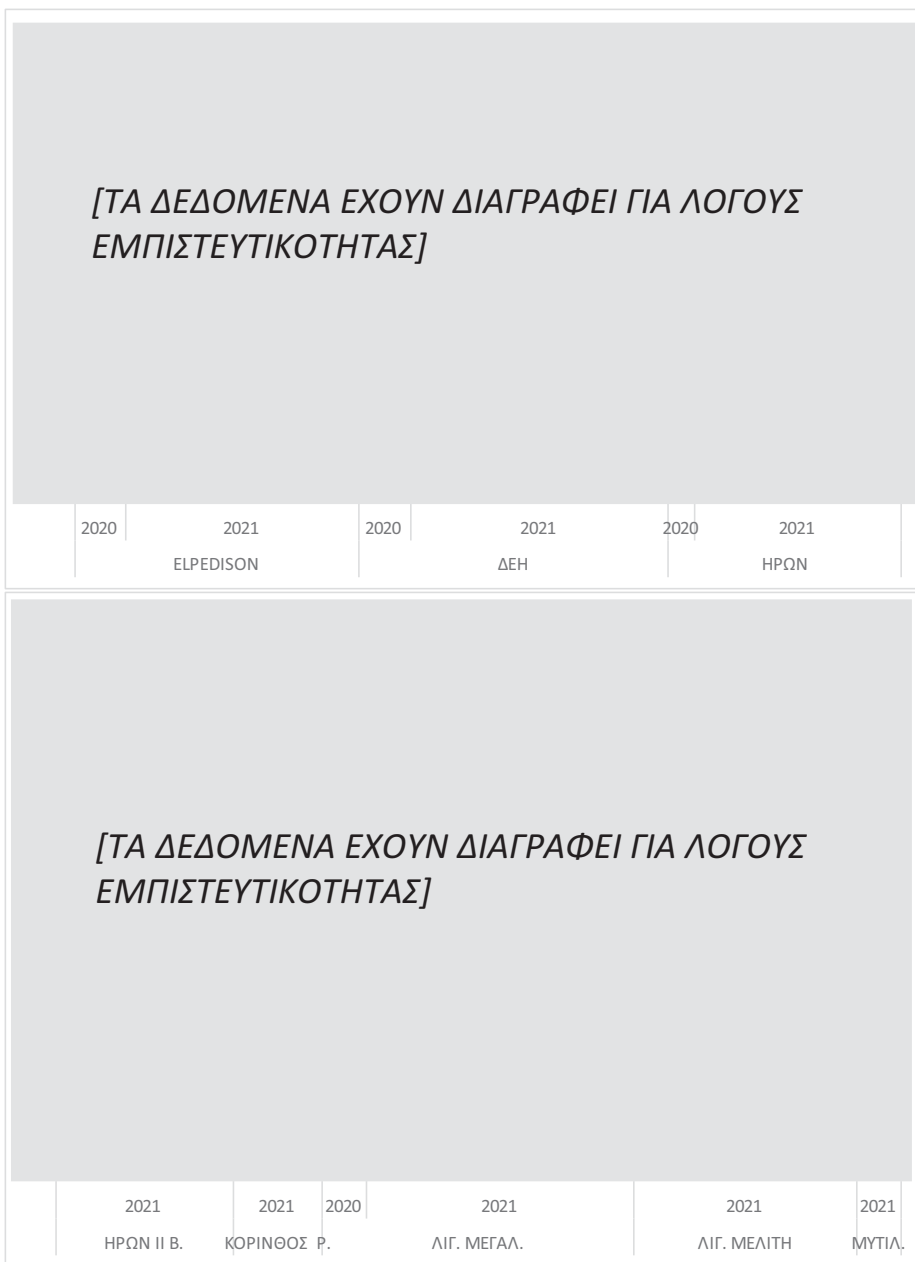 [ΤΑ ΔΕΔΟΜΕΝΑ ΕΧΟΥΝ ΔΙΑΓΡΑΦΕΙ ΓΙΑ ΛΟΓΟΥΣ
ΕΜΠΙΣΤΕΥΤΙΚΟΤΗΤΑΣ]
2020 2021 2020 2021 2020 2021
ELPEDISON ΔΕΗ ΗΡΩΝ
[ΤΑ ΔΕΔΟΜΕΝΑ ΕΧΟΥΝ ΔΙΑΓΡΑΦΕΙ ΓΙΑ ΛΟΓΟΥΣ
ΕΜΠΙΣΤΕΥΤΙΚΟΤΗΤΑΣ]
2021 2021 2020 2021 2021 2021
ΗΡΩΝ ΙΙ Β. ΚΟΡΙΝΘΟΣ Ρ. ΛΙΓ. ΜΕΓΑΛ. ΛΙΓ. ΜΕΛΙΤΗ ΜΥΤΙΛ.